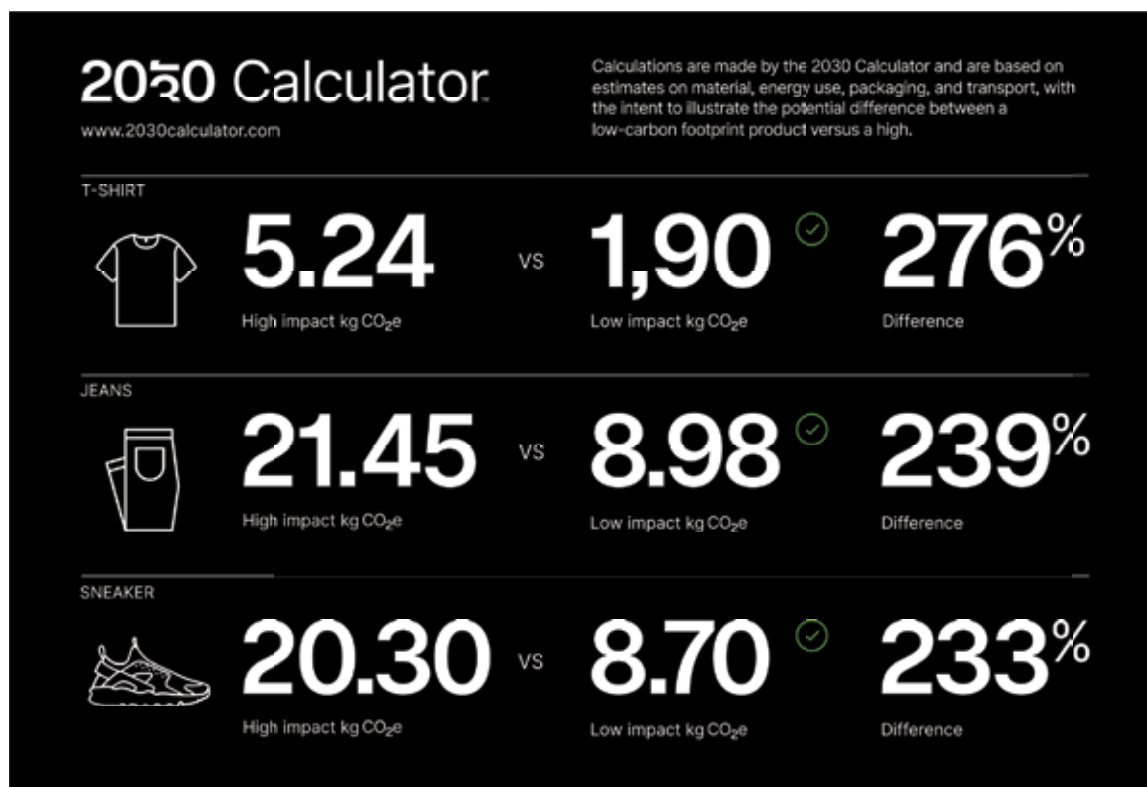 2030 Calculator
www.2030calculator.com
Calculations are made by the 2030 Calculator and are based on
estimates on material, energy use, packaging, and transport, with
the intent to illustrate the potential difference between a
low-carbon footprint product versus a high.
T-SHIRT
5.24 vs 1,90 276%
High impact kg CO₂e Low impact kg CO₂e Difference
JEANS
21.45 vs 8.98 239%
High impact kg CO₂e Low impact kg CO₂e Difference
SNEAKER
20.30 vs 8.70 233%
High impact kg CO₂e Low impact kg CO₂e Difference